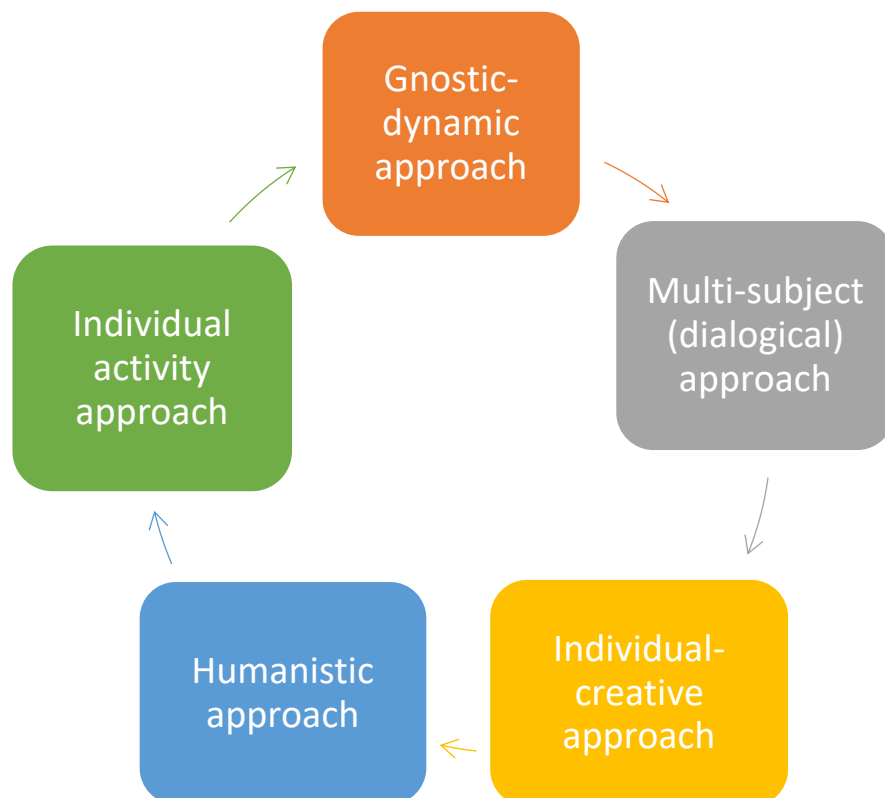 Gnostic-
dynamic
approach
Multi-subject
(dialogical)
approach
Individual-
creative
approach
Humanistic
approach
Individual
activity
approach